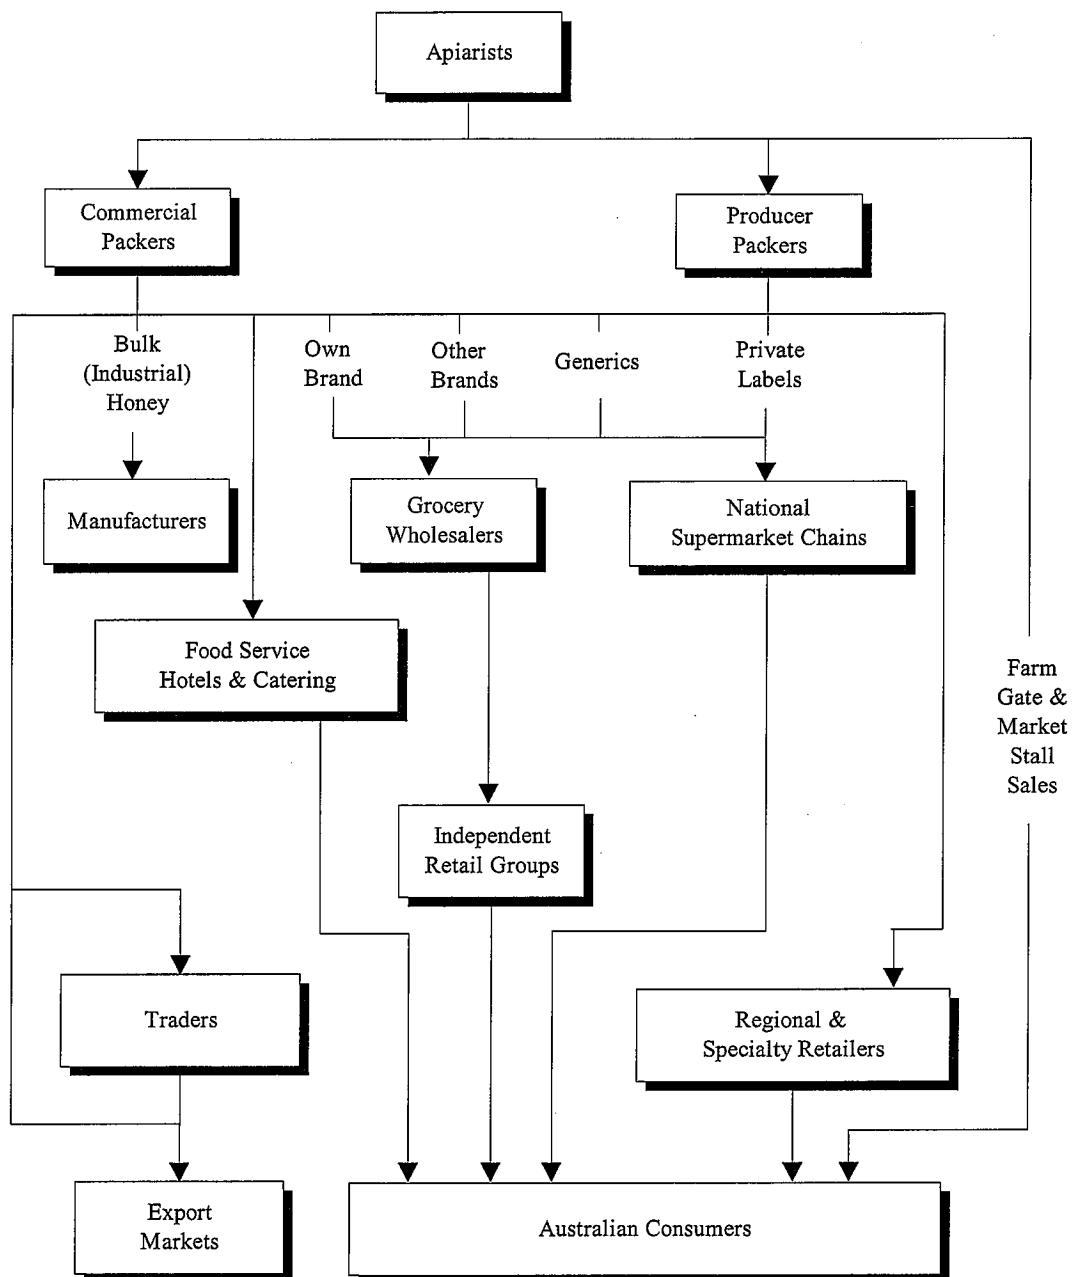 Apiarists
Commercial
Packers
Producer
Packers
Bulk
(Industrial)
Honey
Own
Brand
Other
Brands
Generics
Private
Labels
Manufacturers
Grocery
Wholesalers
National
Supermarket Chains
Food Service
Hotels & Catering
Farm
Gate &
Market
Stall
Sales
Independent
Retail Groups
Traders
Regional &
Specialty Retailers
Export
Markets
Australian Consumers